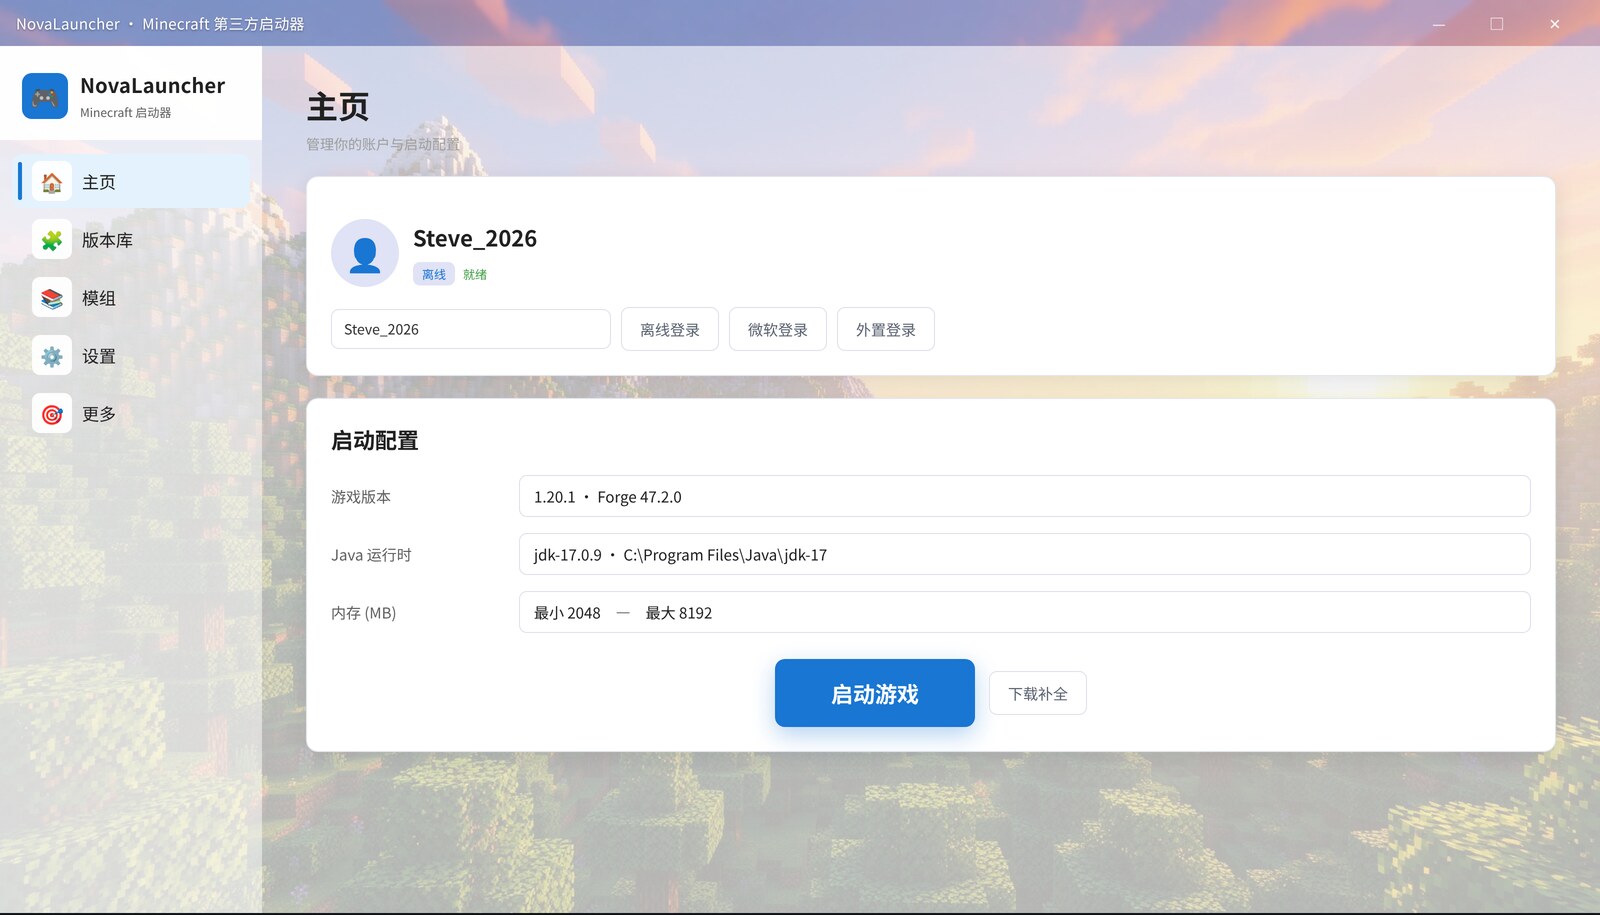 NovaLauncher • Minecraft 第三方启动器
NovaLauncher
Minecraft 启动器
主页
版本库
模组
设置
更多
主页
管理你的账户与启动配置
Steve_2026
离线 就绪
Steve_2026 离线登录 微软登录 外置登录
启动配置
游戏版本 1.20.1 • Forge 47.2.0
Java 运行时 jdk-17.0.9 • C:\Program Files\Java\jdk-17
内存 (MB) 最小 2048 — 最大 8192
启动游戏 下载补全